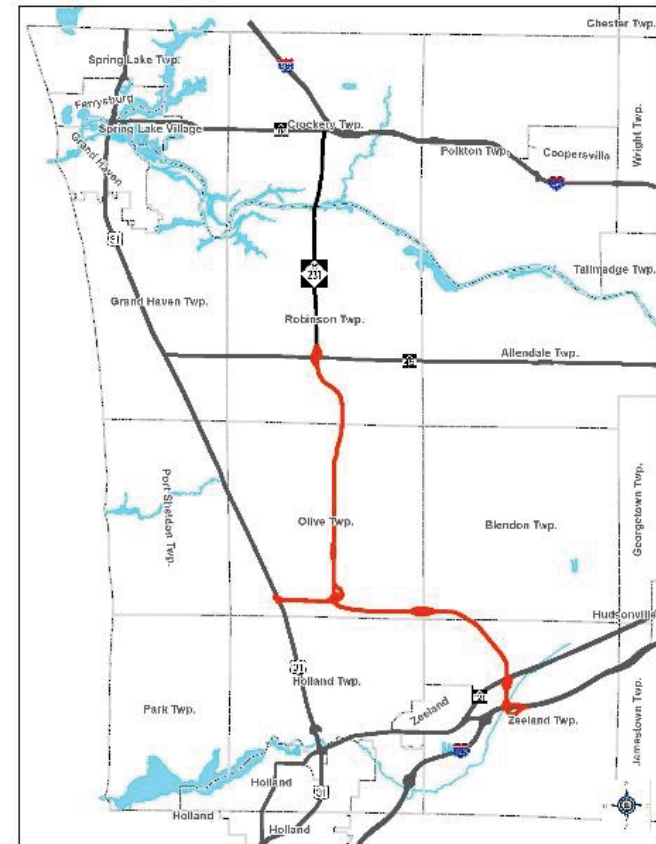 Chester Twp.
Spring Lake Twp.
Ferrysburg
Spring Lake Village
Crockery Twp.
Wright Twp.
Polkton Twp.
Coopersville
Grand Haven
31
231
Tallmadge Twp.
Grand Haven Twp.
Robinson Twp.
45
Allendale Twp.
Port Sheldon Twp.
Georgetown Twp.
Olive Twp.
Blendon Twp.
Hudsonville
31
Holland Twp.
Park Twp.
Zeeland
121
Zeeland Twp.
Jamestown Twp.
Holland
31
Holland
Holland